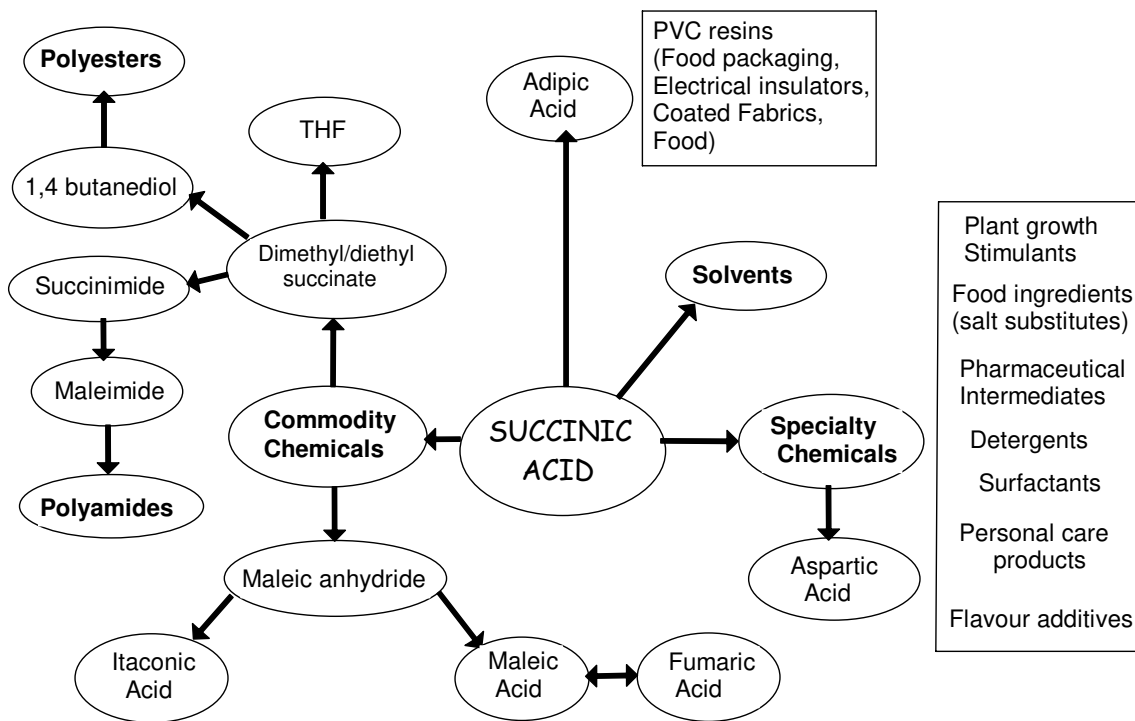 Polyesters
THF
1,4 butanediol
Dimethyl/diethyl
succinate
Succinimide
Maleimide
Polyamides
Commodity
Chemicals
Maleic anhydride
Itaconic
Acid
Maleic
Acid
Fumaric
Acid
Adipic
Acid
PVC resins
(Food packaging,
Electrical insulators,
Coated Fabrics,
Food)
Solvents
SUCCINIC
ACID
Specialty
Chemicals
Aspartic
Acid
Plant growth
Stimulants
Food ingredients
(salt substitutes)
Pharmaceutical
Intermediates
Detergents
Surfactants
Personal care
products
Flavour additives